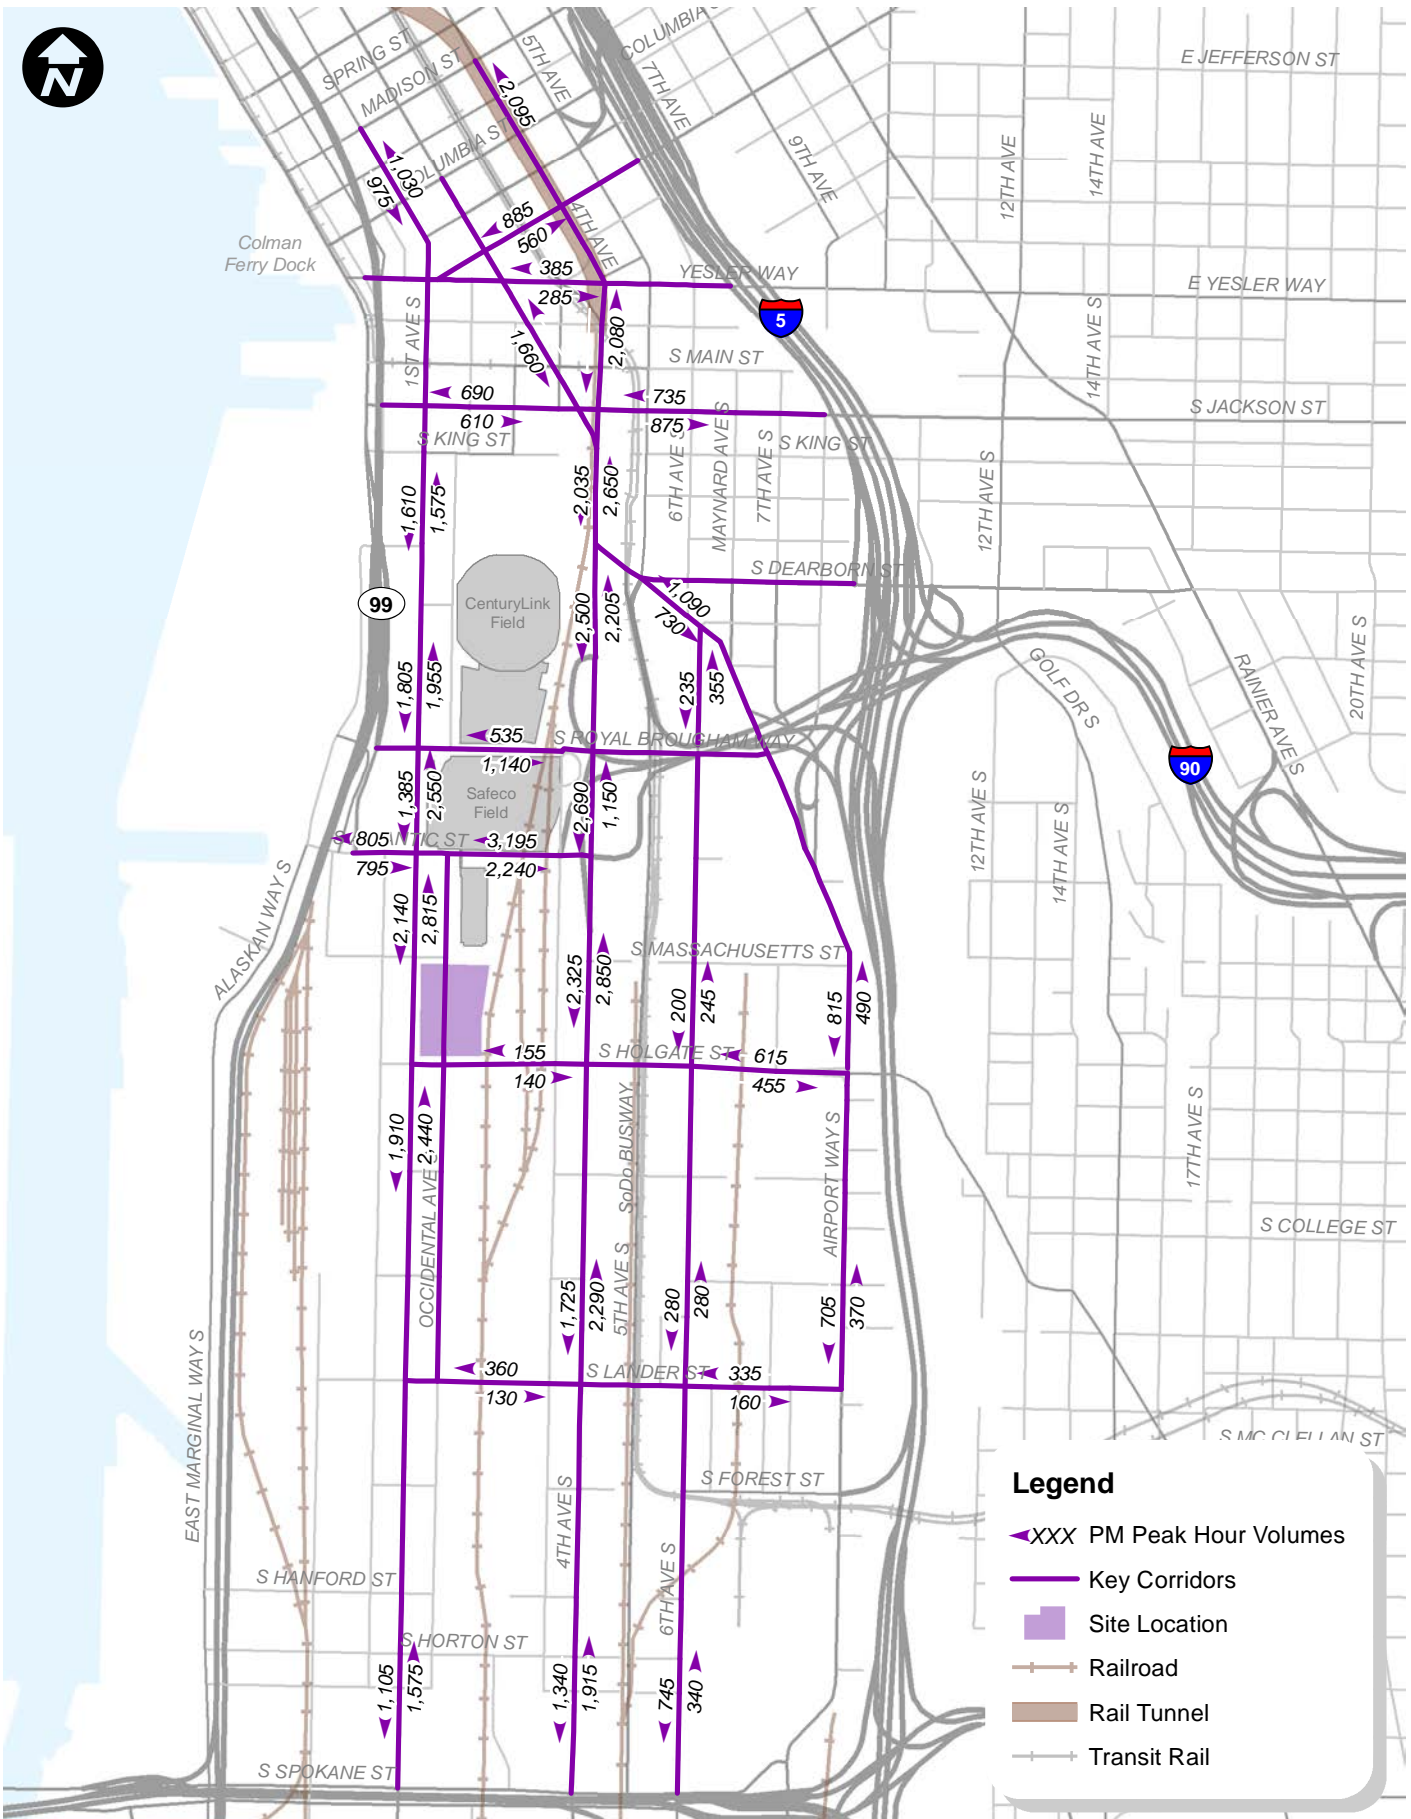 N
SPRING ST
MADISON ST
COLUMBIA ST
5TH AVE
COLUMBIA
7TH AVE
9TH AVE
E JEFFERSON ST
12TH AVE
14TH AVE
2,095
1,030
975
885
560
4TH AVE
Colman
Ferry Dock
385
285
YESLER WAY
E YESLER WAY
5
1ST AVE S
1,660
2,080
S MAIN ST
14TH AVE S
690
610
735
875
S JACKSON ST
S KING ST
S KING ST
6TH AVE S
MAYNARD AVE S
7TH AVE S
12TH AVE S
1,610
1,575
2,035
2,650
S DEARBORN ST
99
CenturyLink
Field
2,500
2,205
1,090
730
1,805
1,955
235
355
GOLF DR S
RAINIER AVE S
20TH AVE S
535
1,140
S ROYAL BROUGHAM WAY
90
1,385
2,550
Safeco
Field
2,690
1,150
12TH AVE S
14TH AVE S
805
795
S ATLANTIC ST
3,195
2,240
ALASKAN WAY S
2,140
2,815
S MASSACHUSETTS ST
2,325
2,850
200
245
815
490
155
140
S HOLGATE ST
615
455
1,910
2,440
OCCIDENTAL AVE S
SoDo BUSWAY
AIRPORT WAY S
17TH AVE S
S COLLEGE ST
5TH AVE S
1,725
2,290
280
280
705
370
EAST MARGINAL WAY S
360
130
S LANDER ST
335
160
S MC CLELLAN ST
S FOREST ST
4TH AVE S
6TH AVE S
S HANFORD ST
S HORTON ST
1,105
1,575
1,340
1,915
745
340
S SPOKANE ST
Legend
XXX PM Peak Hour Volumes
Key Corridors
Site Location
Railroad
Rail Tunnel
Transit Rail